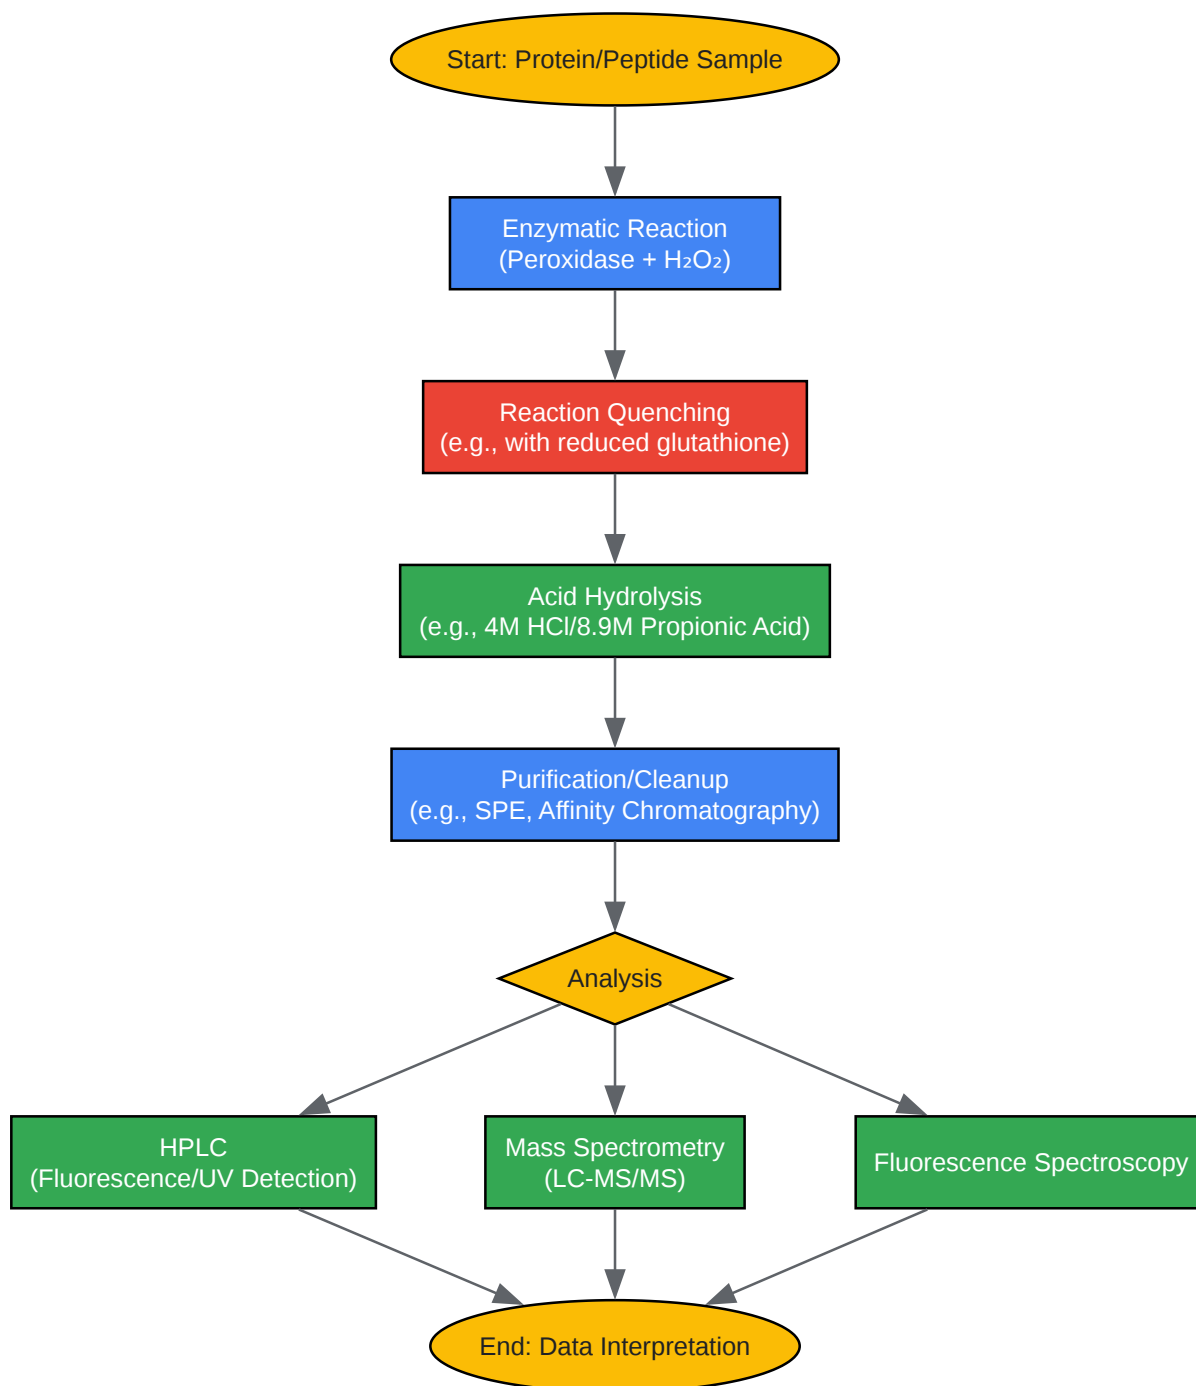 Start: Protein/Peptide Sample
Enzymatic Reaction
(Peroxidase + H₂O₂)
Reaction Quenching
(e.g., with reduced glutathione)
Acid Hydrolysis
(e.g., 4M HCl/8.9M Propionic Acid)
Purification/Cleanup
(e.g., SPE, Affinity Chromatography)
Analysis
HPLC
(Fluorescence/UV Detection)
Mass Spectrometry
(LC-MS/MS)
Fluorescence Spectroscopy
End: Data Interpretation